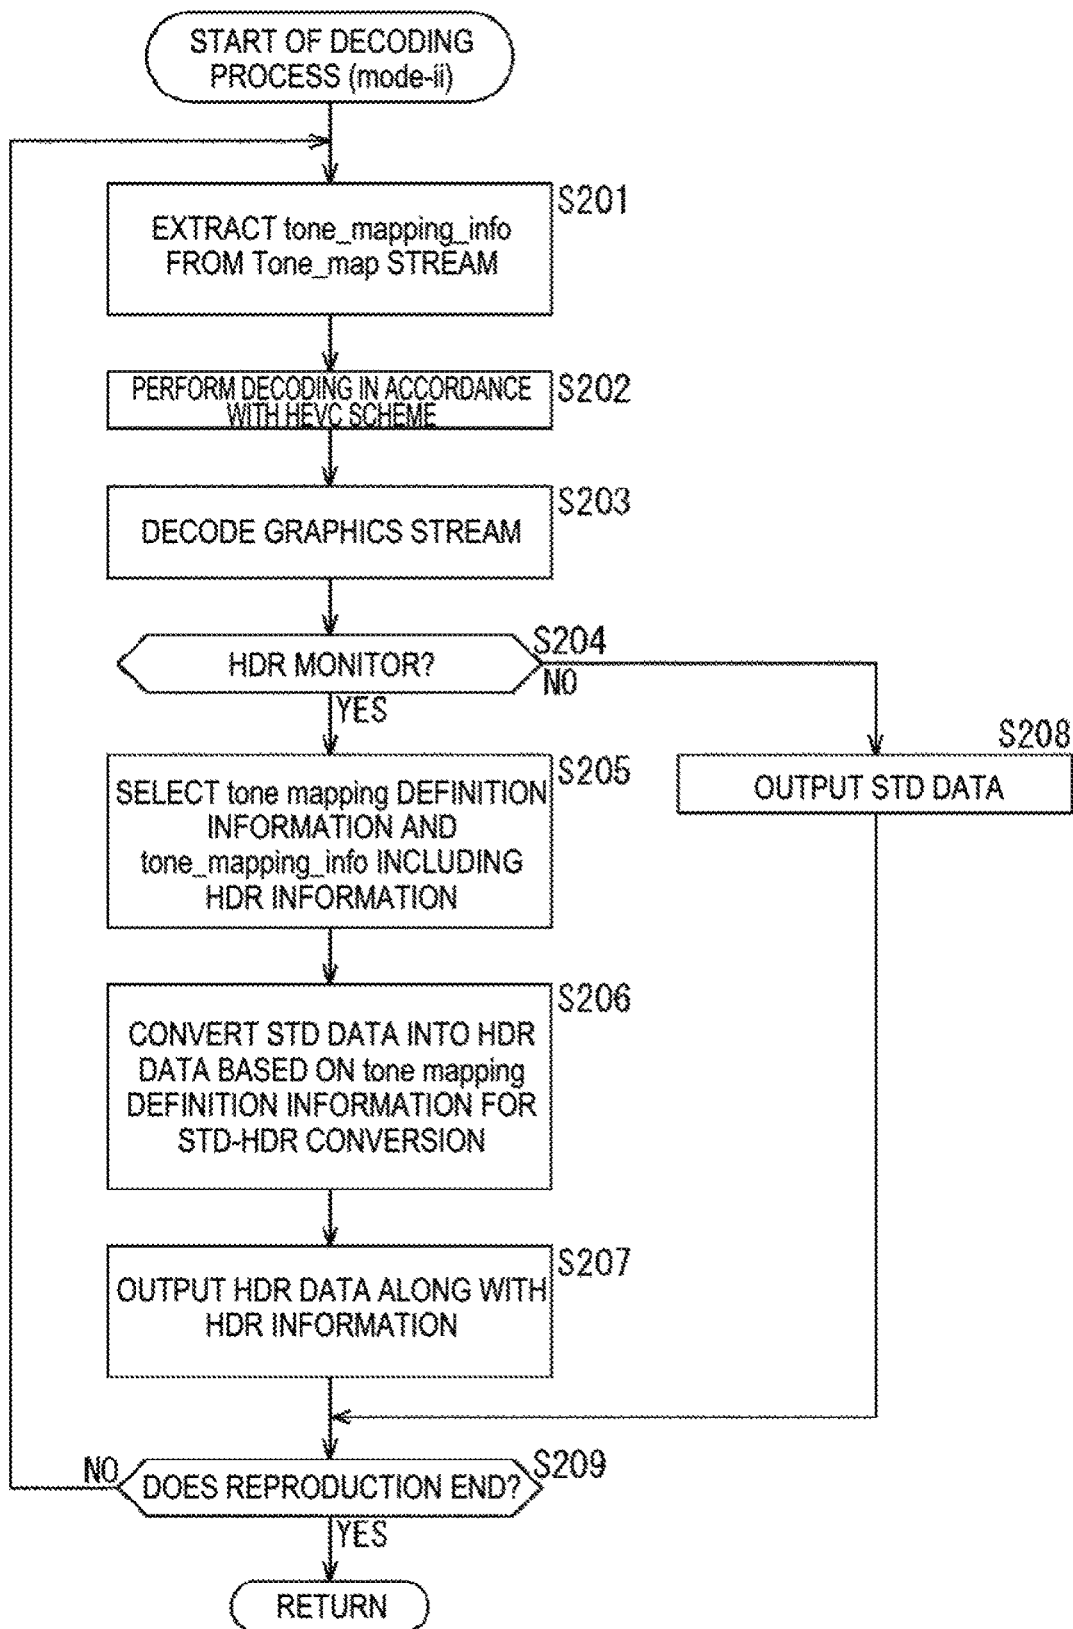 START OF DECODING
PROCESS (mode-ii)
S201
EXTRACT tone_mapping_info
FROM Tone_map STREAM
S202
PERFORM DECODING IN ACCORDANCE
WITH HEVC SCHEME
S203
DECODE GRAPHICS STREAM
S204
HDR MONITOR?
NO
YES
S205
SELECT tone mapping DEFINITION
INFORMATION AND
tone_mapping_info INCLUDING
HDR INFORMATION
S208
OUTPUT STD DATA
S206
CONVERT STD DATA INTO HDR
DATA BASED ON tone mapping
DEFINITION INFORMATION FOR
STD-HDR CONVERSION
S207
OUTPUT HDR DATA ALONG WITH
HDR INFORMATION
S209
NO
DOES REPRODUCTION END?
YES
RETURN